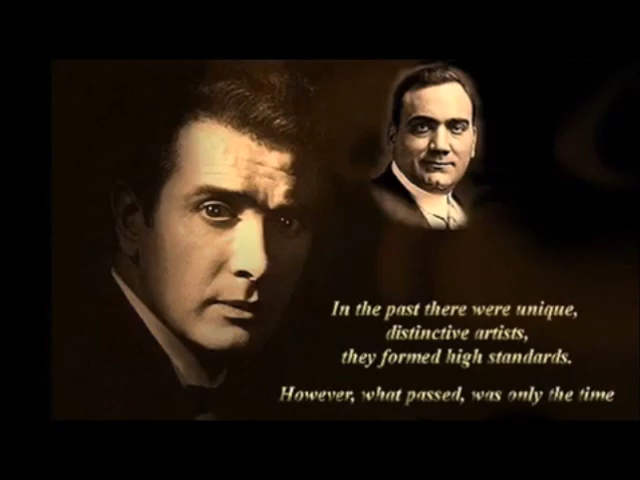 In the past there were unique,
distinctive artists,
they formed high standards.
However, what passed, was only the time